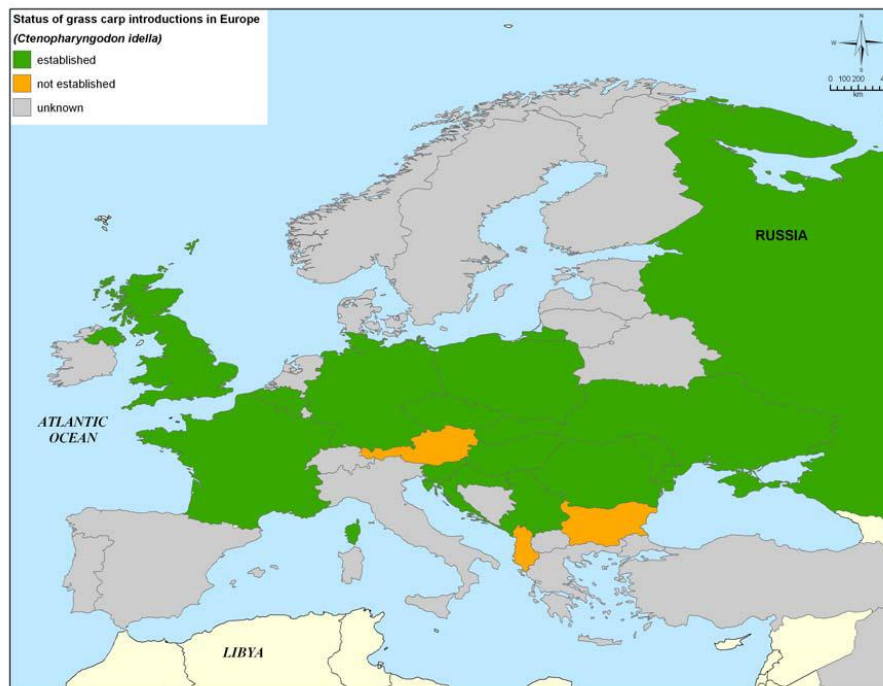 Status of grass carp introductions in Europe
(Ctenopharyngodon idella)
established
not established
unknown
N
W
E
S
0 100 200
km
RUSSIA
ATLANTIC
OCEAN
LIBYA